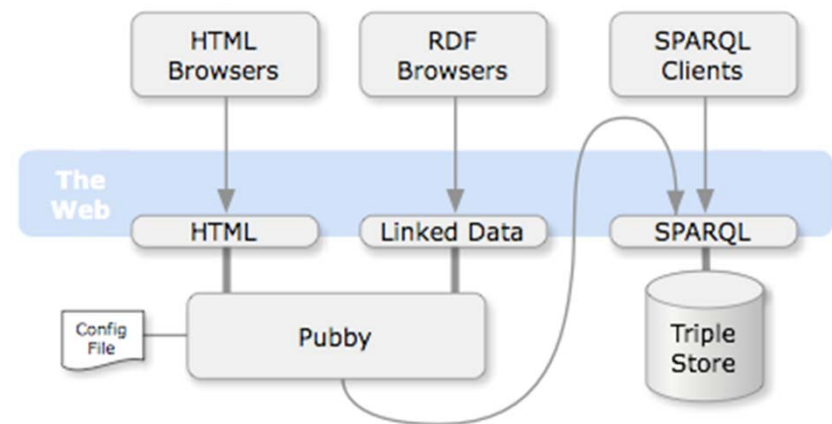 HTML
Browsers
RDF
Browsers
SPARQL
Clients
The
Web
HTML
Linked Data
SPARQL
Config
File
Pubby
Triple
Store